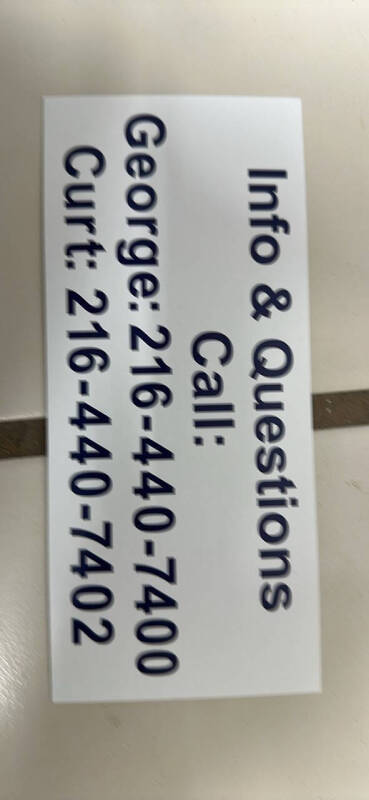 Info & Questions
Call:
George: 216-440-7400
Curt: 216-440-7402